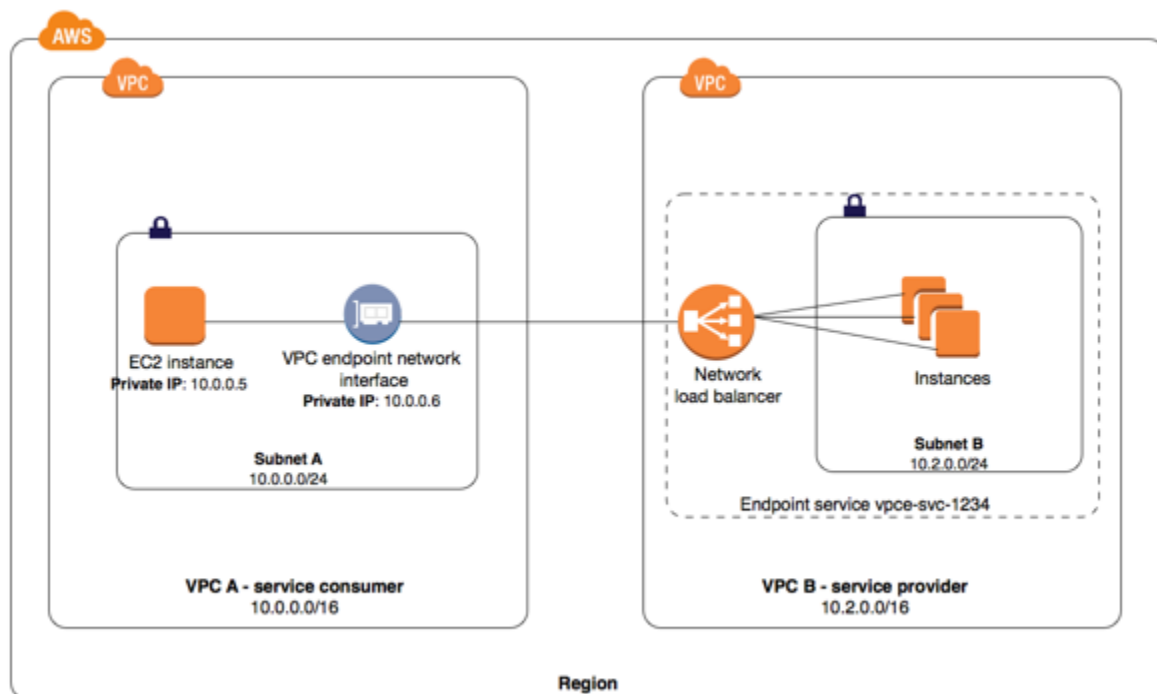 AWS
VPC
VPC
EC2 instance
Private IP: 10.0.0.5
VPC endpoint network
interface
Private IP: 10.0.0.6
Subnet A
10.0.0.0/24
Network
load balancer
Instances
Subnet B
10.2.0.0/24
Endpoint service vpce-svc-1234
VPC A - service consumer
10.0.0.0/16
VPC B - service provider
10.2.0.0/16
Region